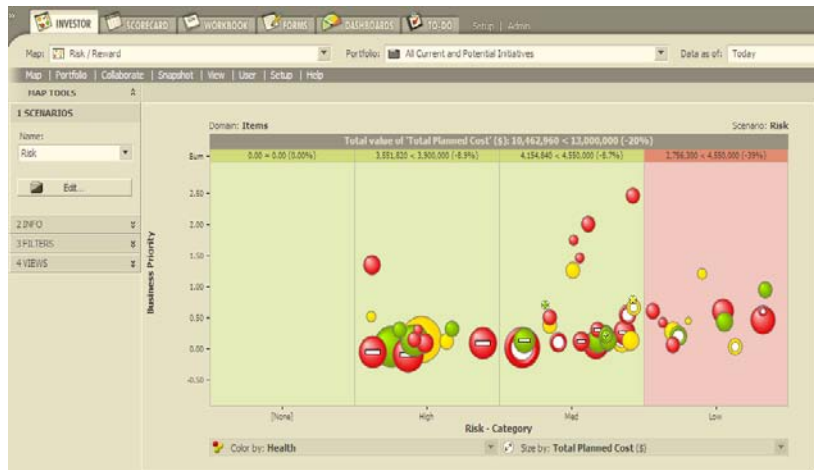 INVESTOR SCORECARD WORKBOOK FORMS DASHBOARDS TO-DO Setup | Admin
Map: Risk / Reward Portfolio: All Current and Potential Initiatives Data as of: Today
Map | Portfolio | Collaborate | Snapshot | View | User | Setup | Help
MAP TOOLS
1 SCENARIOS
Name:
Risk
Edit...
2 INFO
3 FILTERS
4 VIEWS
Domain: Items Scenario: Risk
Total value of 'Total Planned Cost' ($): 10,462,960 < 13,000,000 (-20%)
Sum 0.00 = 0.00 (0.00%) 3,551,820 < 3,900,000 (-8.9%) 4,154,840 < 4,550,000 (-8.7%) 2,756,300 < 4,550,000 (-39%)
2.50
2.00
1.50
1.00
0.50
0.00
-0.50
Business Priority
[None] High Med Low
Risk - Category
Color by: Health Size by: Total Planned Cost ($)